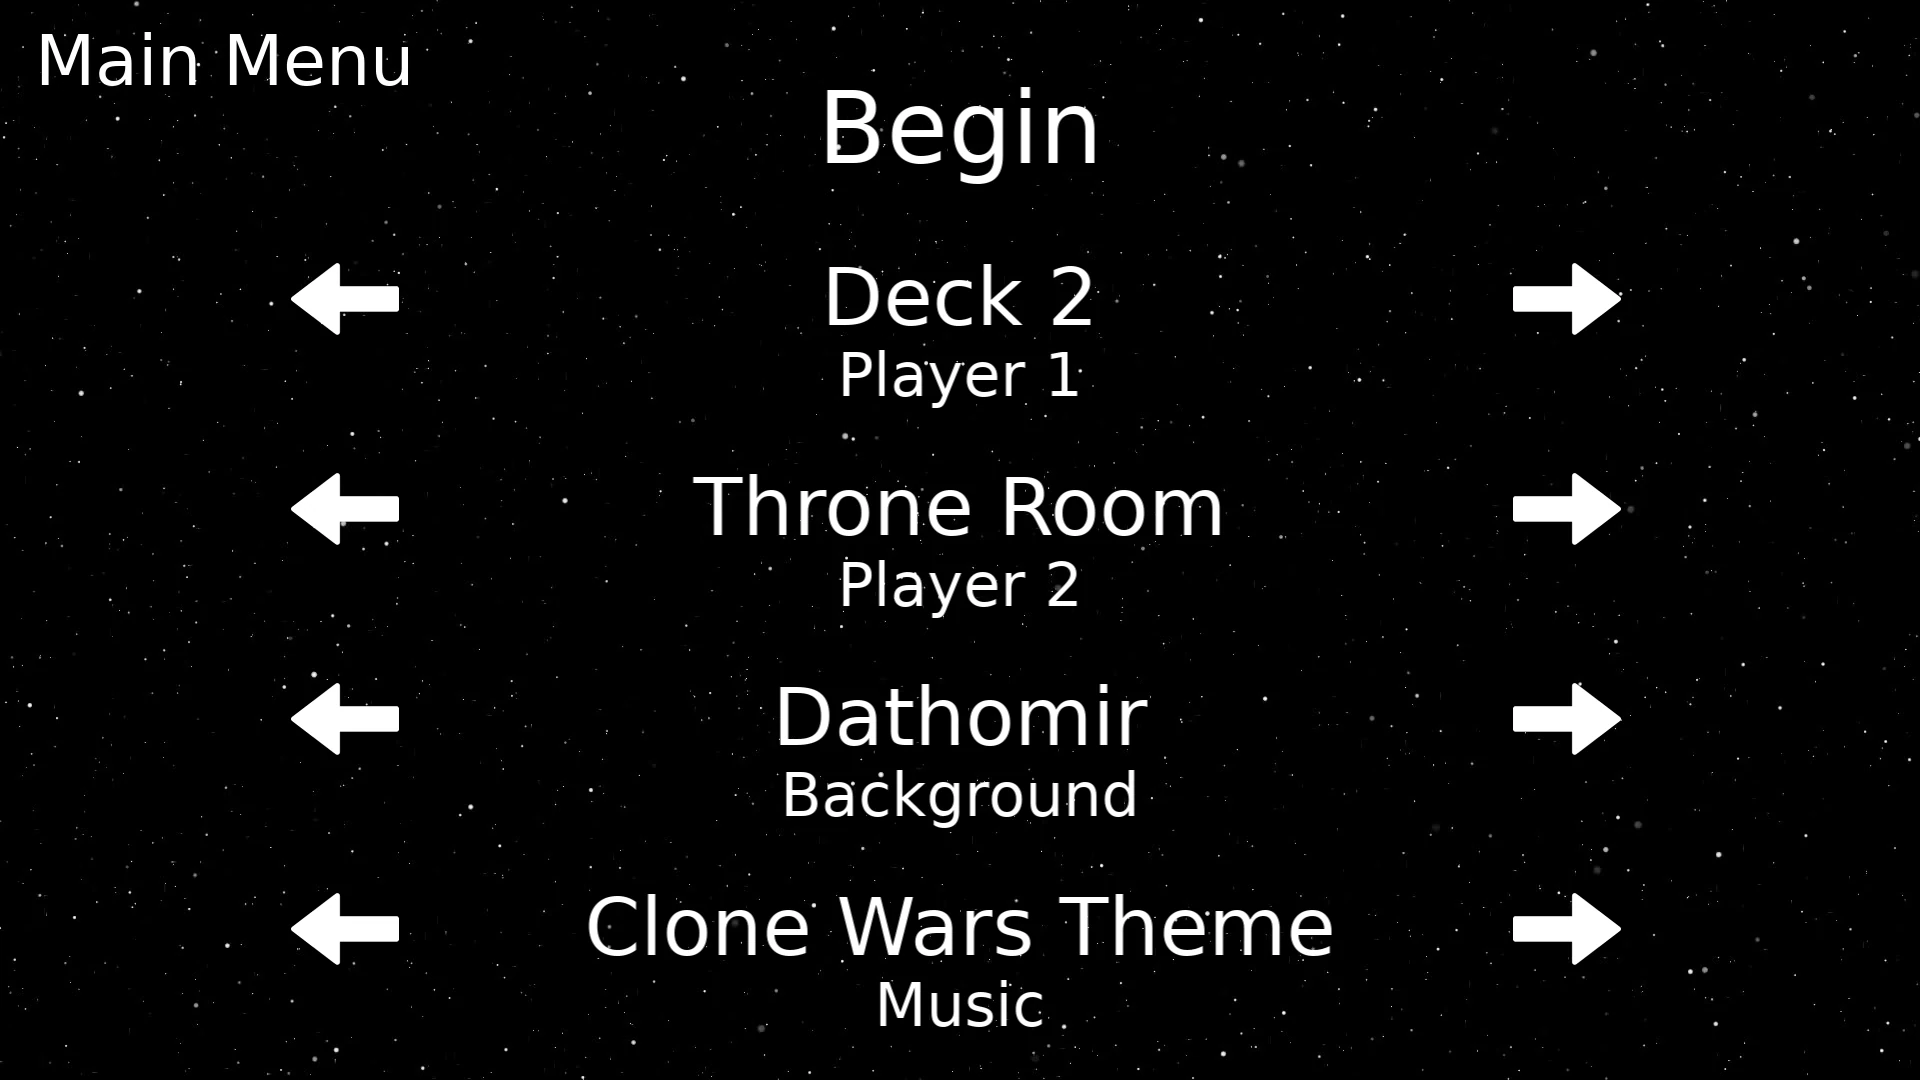 Main Menu
Begin
Deck 2
Player 1
Throne Room
Player 2
Dathomir
Background
Clone Wars Theme
Music